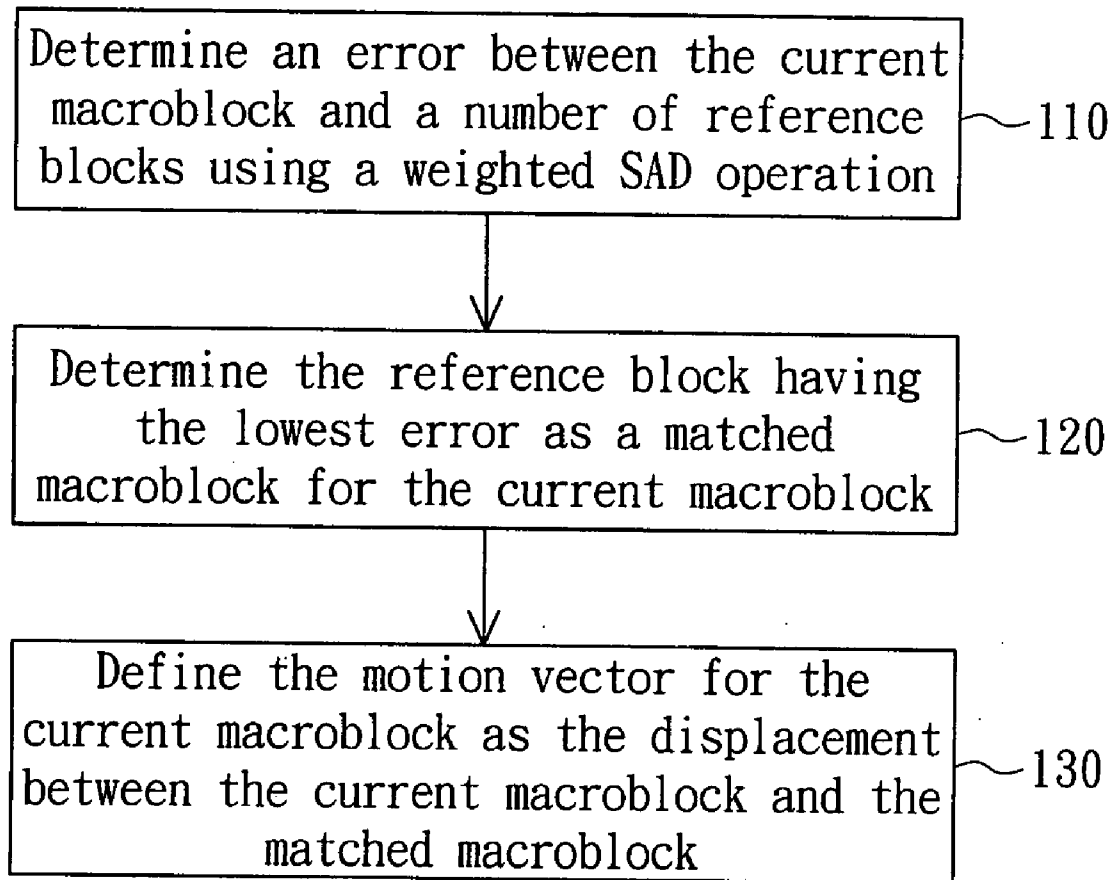 Determine an error between the current
macroblock and a number of reference
blocks using a weighted SAD operation
110
Determine the reference block having
the lowest error as a matched
macroblock for the current macroblock
120
Define the motion vector for the
current macroblock as the displacement
between the current macroblock and the
matched macroblock
130